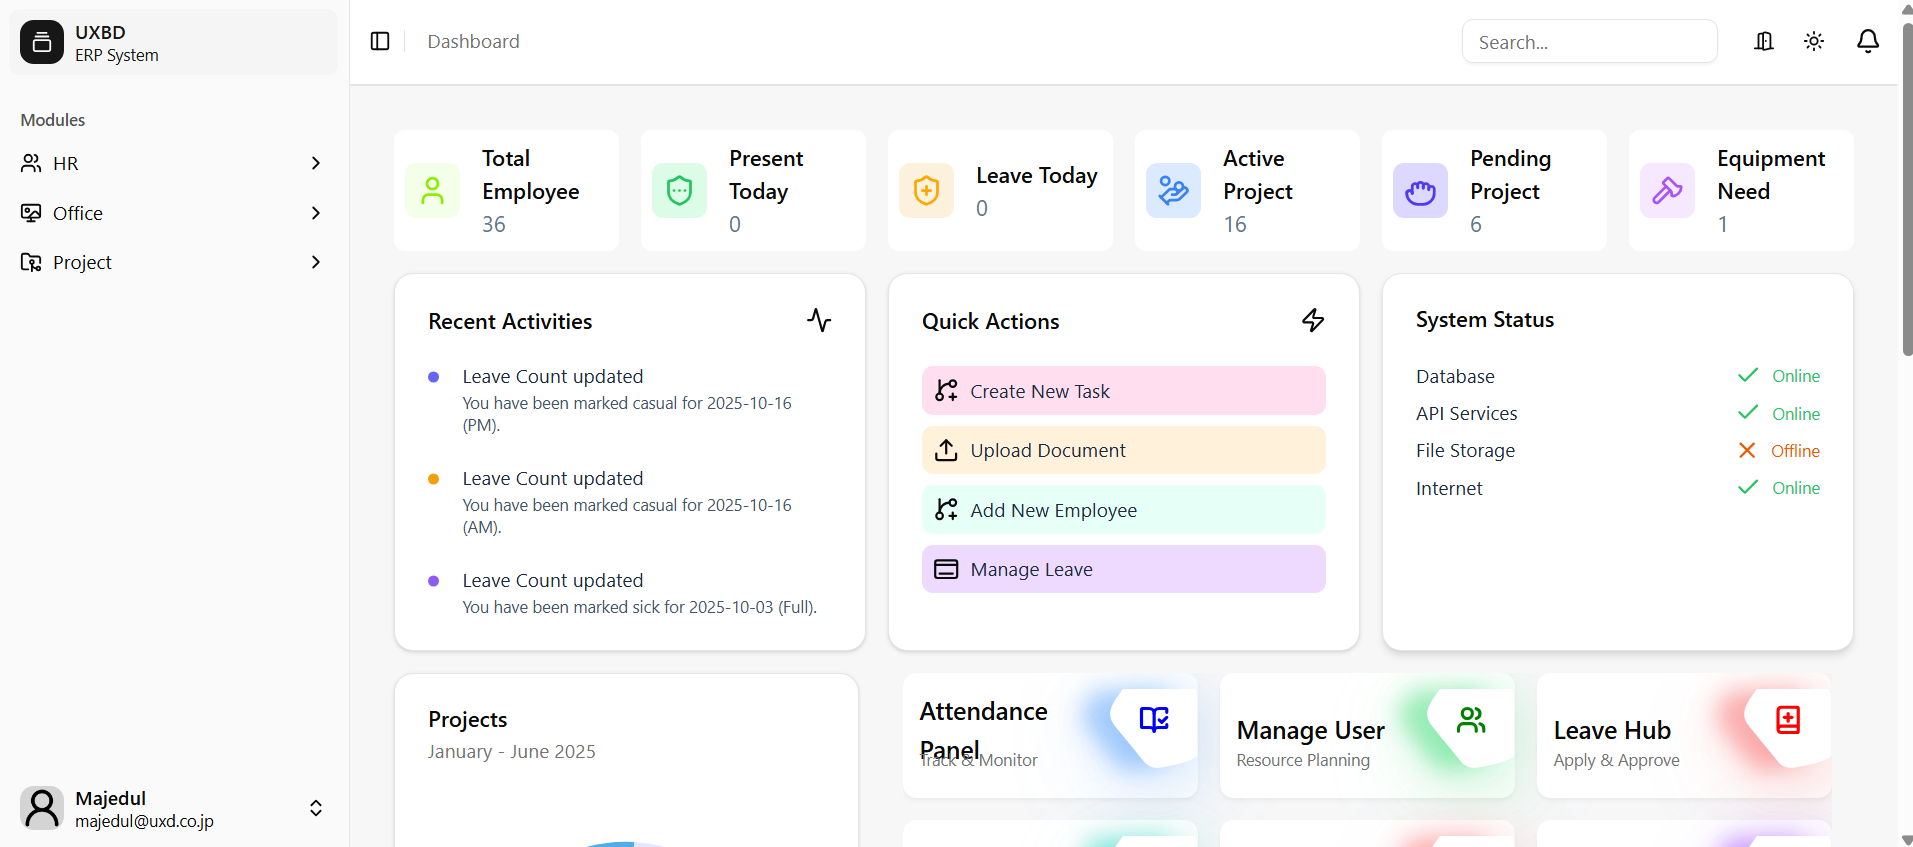 UXBD
ERP System
Modules
HR
Office
Project
Majedul
majedul@uxd.co.jp
Dashboard
Search...
Total
Employee
36
Present
Today
0
Leave Today
0
Active
Project
16
Pending
Project
6
Equipment
Need
1
Recent Activities
Leave Count updated
You have been marked casual for 2025-10-16
(PM).
Leave Count updated
You have been marked casual for 2025-10-16
(AM).
Leave Count updated
You have been marked sick for 2025-10-03 (Full).
Quick Actions
Create New Task
Upload Document
Add New Employee
Manage Leave
System Status
Database Online
API Services Online
File Storage Offline
Internet Online
Projects
January - June 2025
Attendance
Panel
Track & Monitor
Manage User
Resource Planning
Leave Hub
Apply & Approve